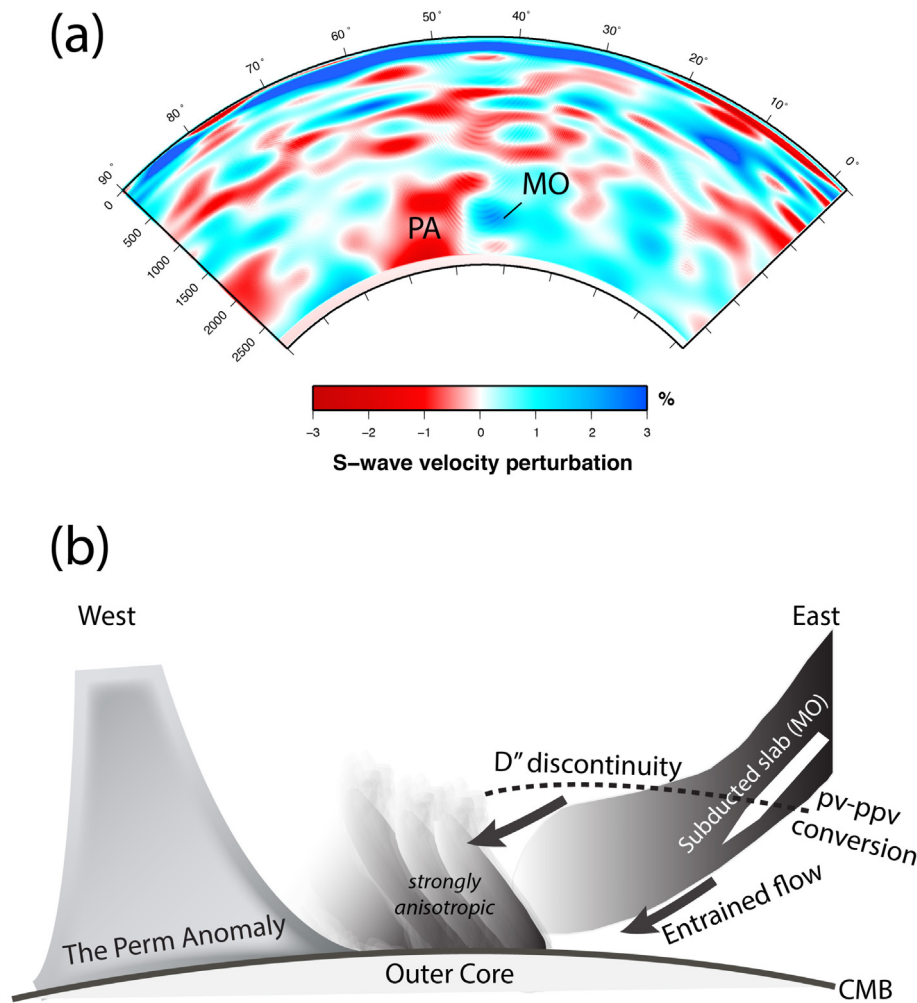 (a)
50°
40°
60°
30°
70°
20°
80°
10°
90°
0°
0
500
1000
1500
2000
2500
MO
PA
%
−3
−2
−1
0
1
2
3
S−wave velocity perturbation
(b)
West
East
D″ discontinuity
Subducted slab (MO)
pv-ppv
conversion
strongly
anisotropic
Entrained flow
The Perm Anomaly
Outer Core
CMB